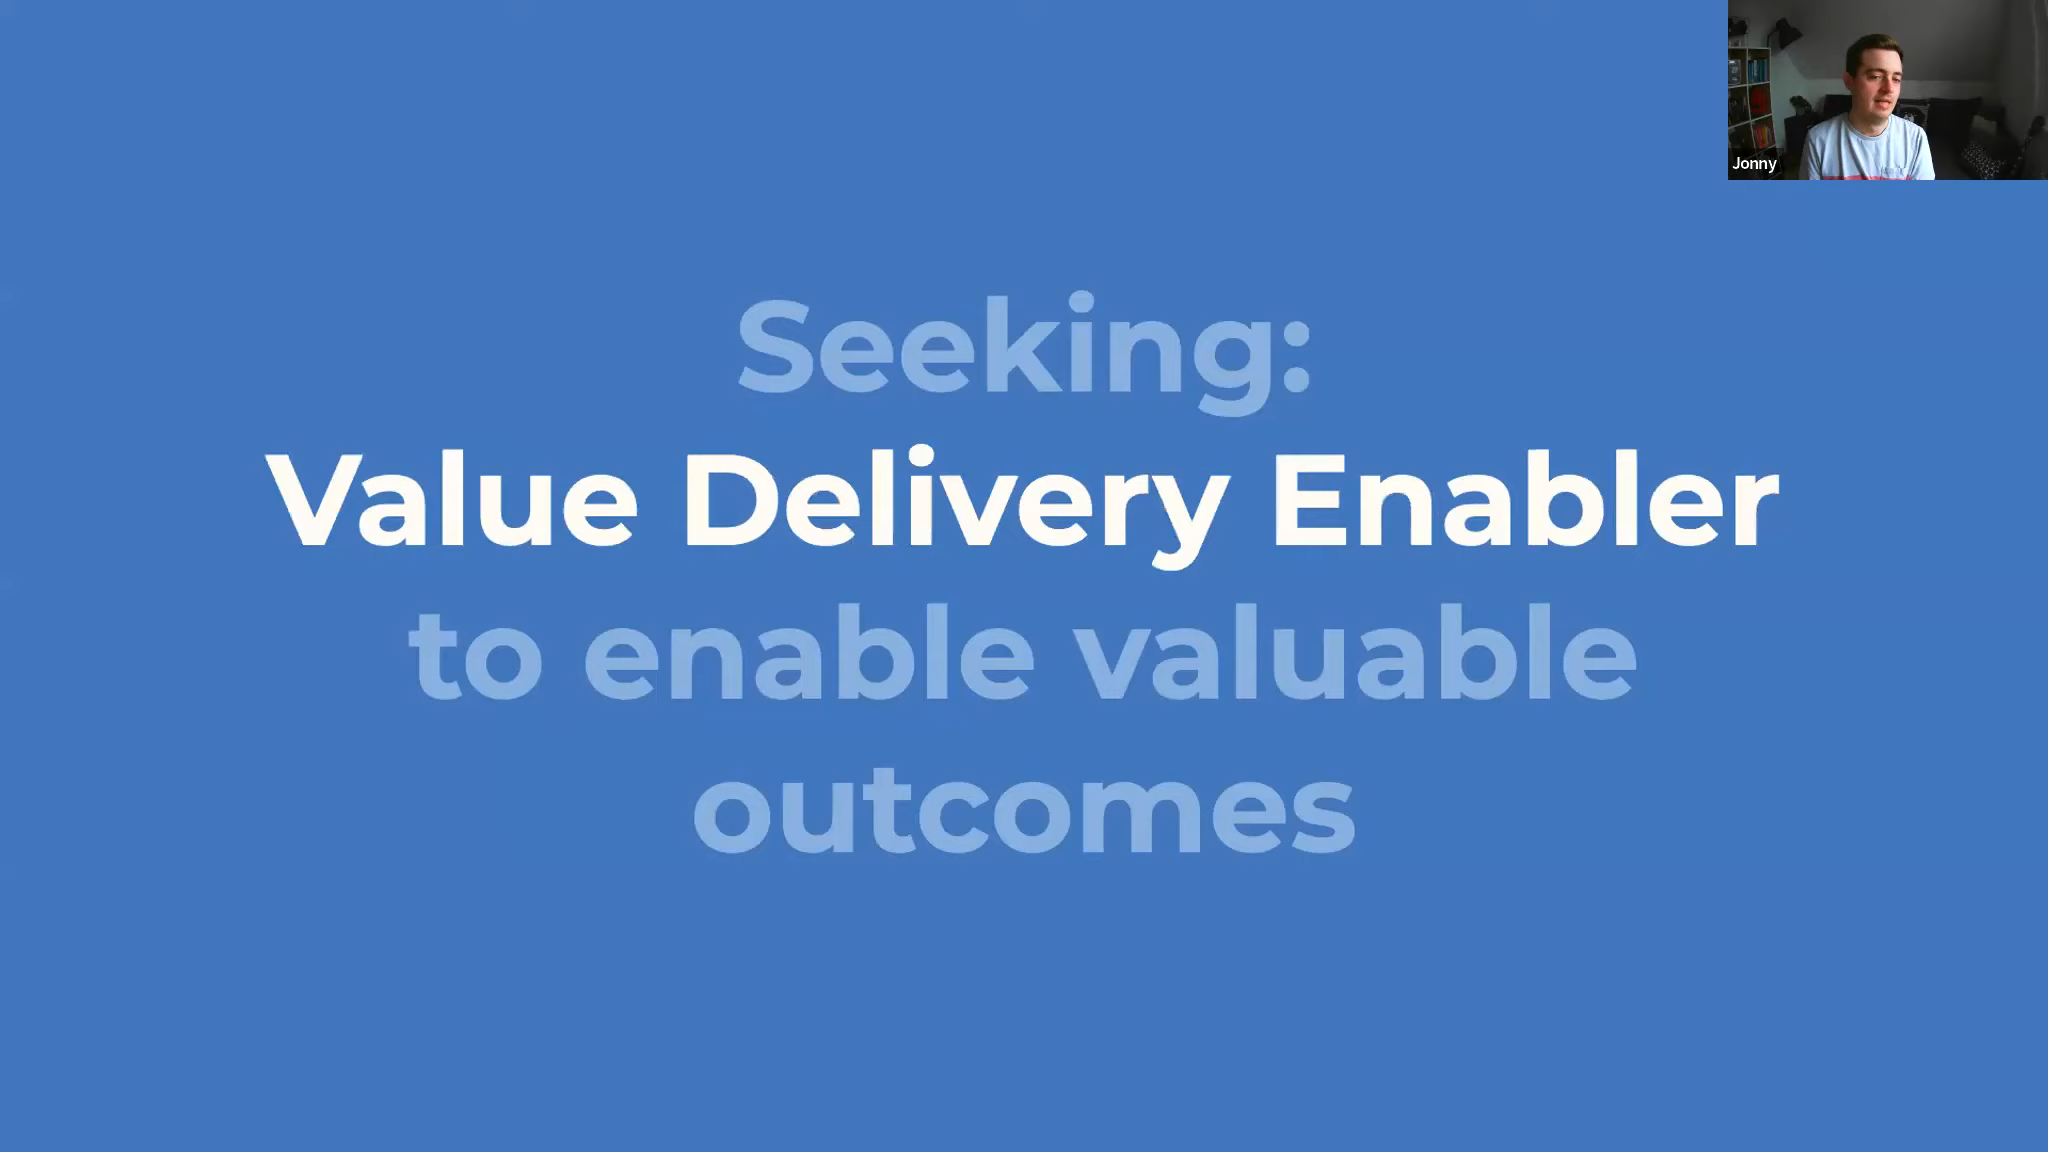 Jonny
Seeking:
Value Delivery Enabler
to enable valuable
outcomes